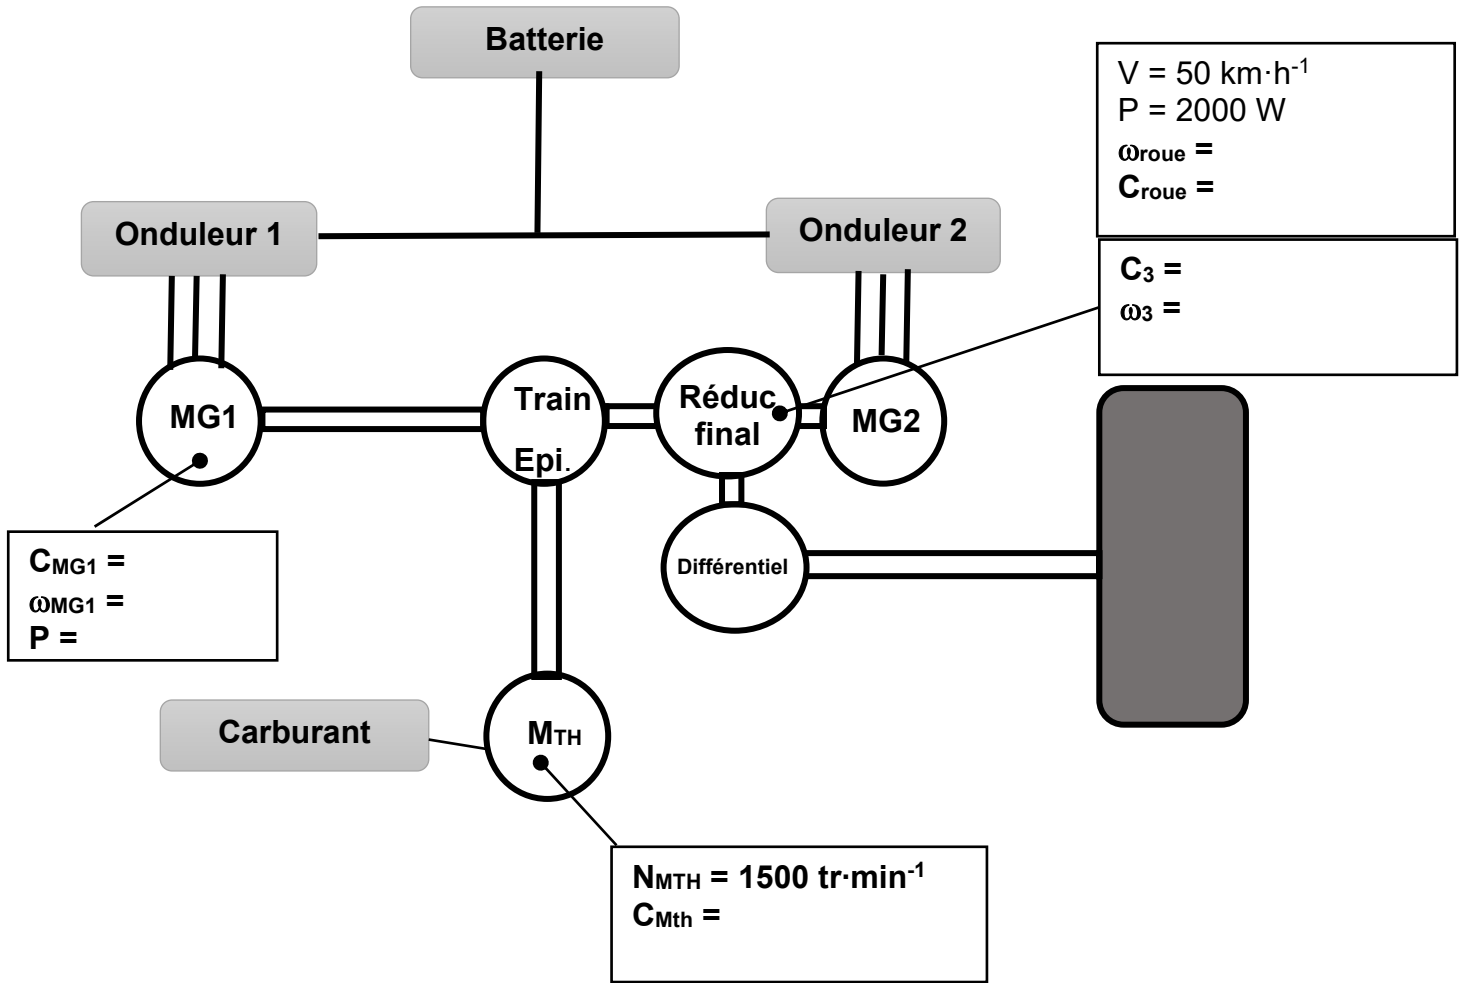 Batterie
V = 50 km·h-1
P = 2000 W
ωroue =
Croue =
Onduleur 1
Onduleur 2
C3 =
ω3 =
MG1
Train
Epi.
Réduc
final
MG2
CMG1 =
ωMG1 =
P =
Différentiel
Carburant
MTH
NMTH = 1500 tr·min-1
CMth =